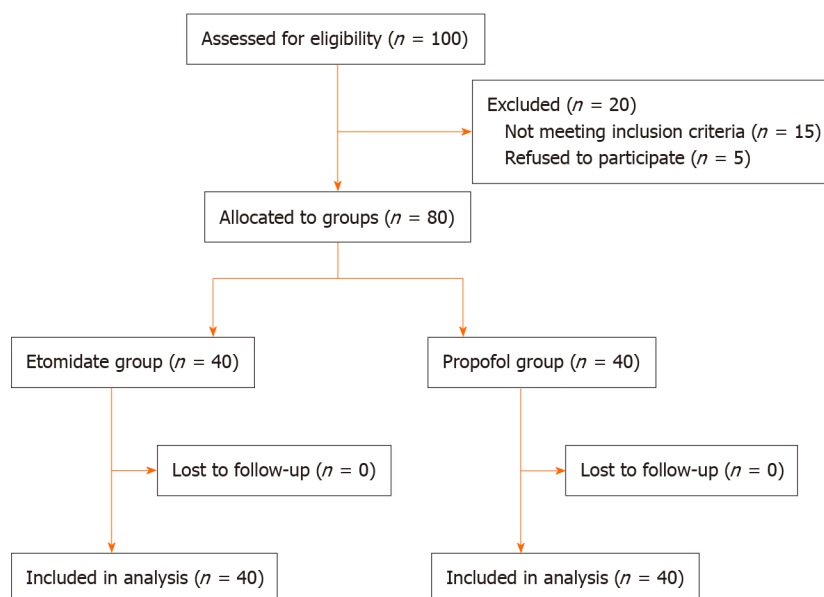 Assessed for eligibility (n = 100)
Excluded (n = 20)
Not meeting inclusion criteria (n = 15)
Refused to participate (n = 5)
Allocated to groups (n = 80)
Etomidate group (n = 40)
Propofol group (n = 40)
Lost to follow-up (n = 0)
Lost to follow-up (n = 0)
Included in analysis (n = 40)
Included in analysis (n = 40)